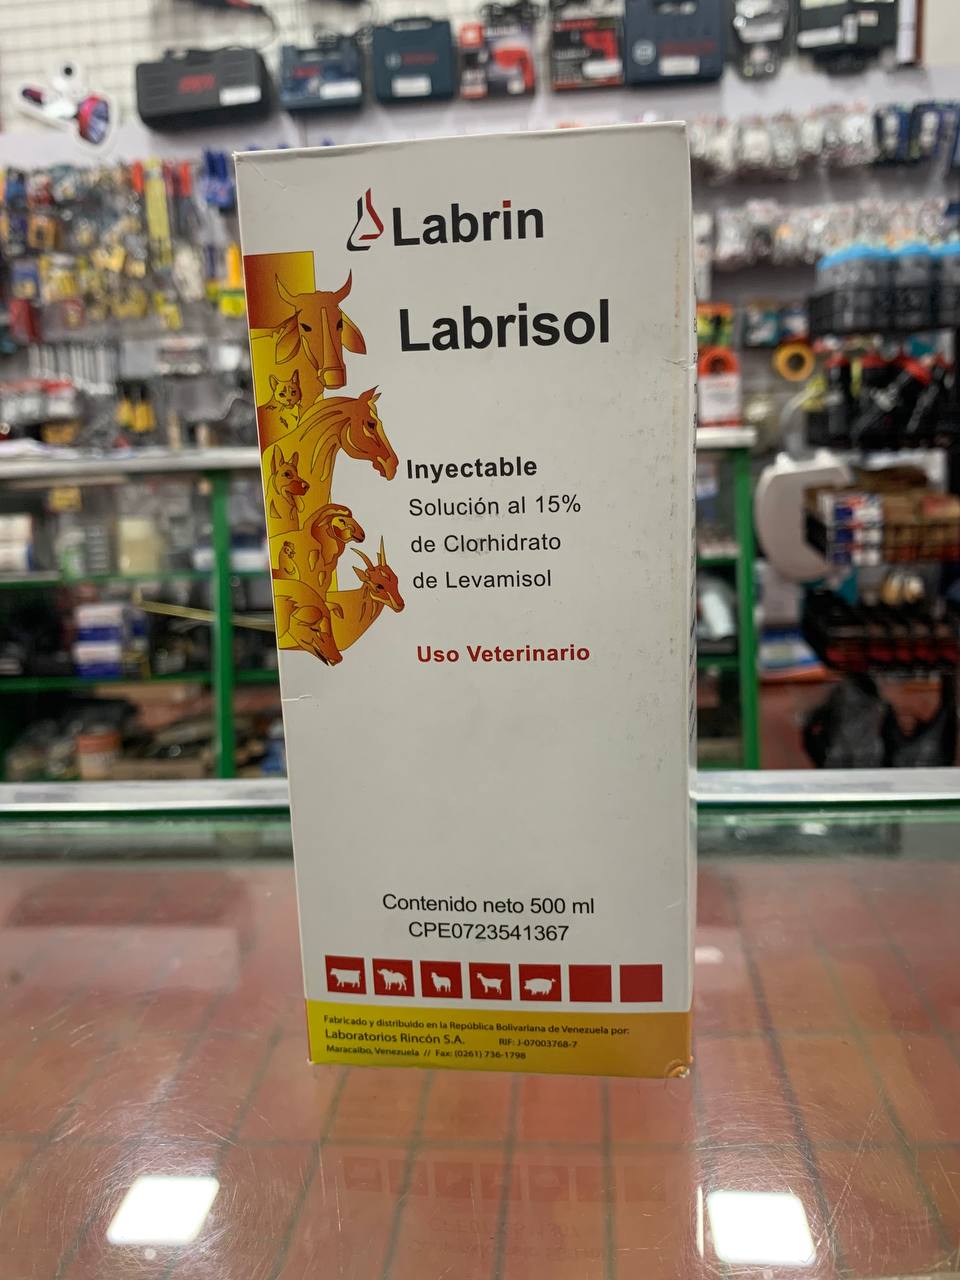 Labrin
Labrisol
Inyectable
Solución al 15%
de Clorhidrato
de Levamisol
Uso Veterinario
Contenido neto 500 ml
CPE0723541367
Fabricado y distribuido en la República Bolivariana de Venezuela por:
Laboratorios Rincón S.A. RIF: J-07003768-7
Maracaibo, Venezuela // Fax: (0261) 736-1798